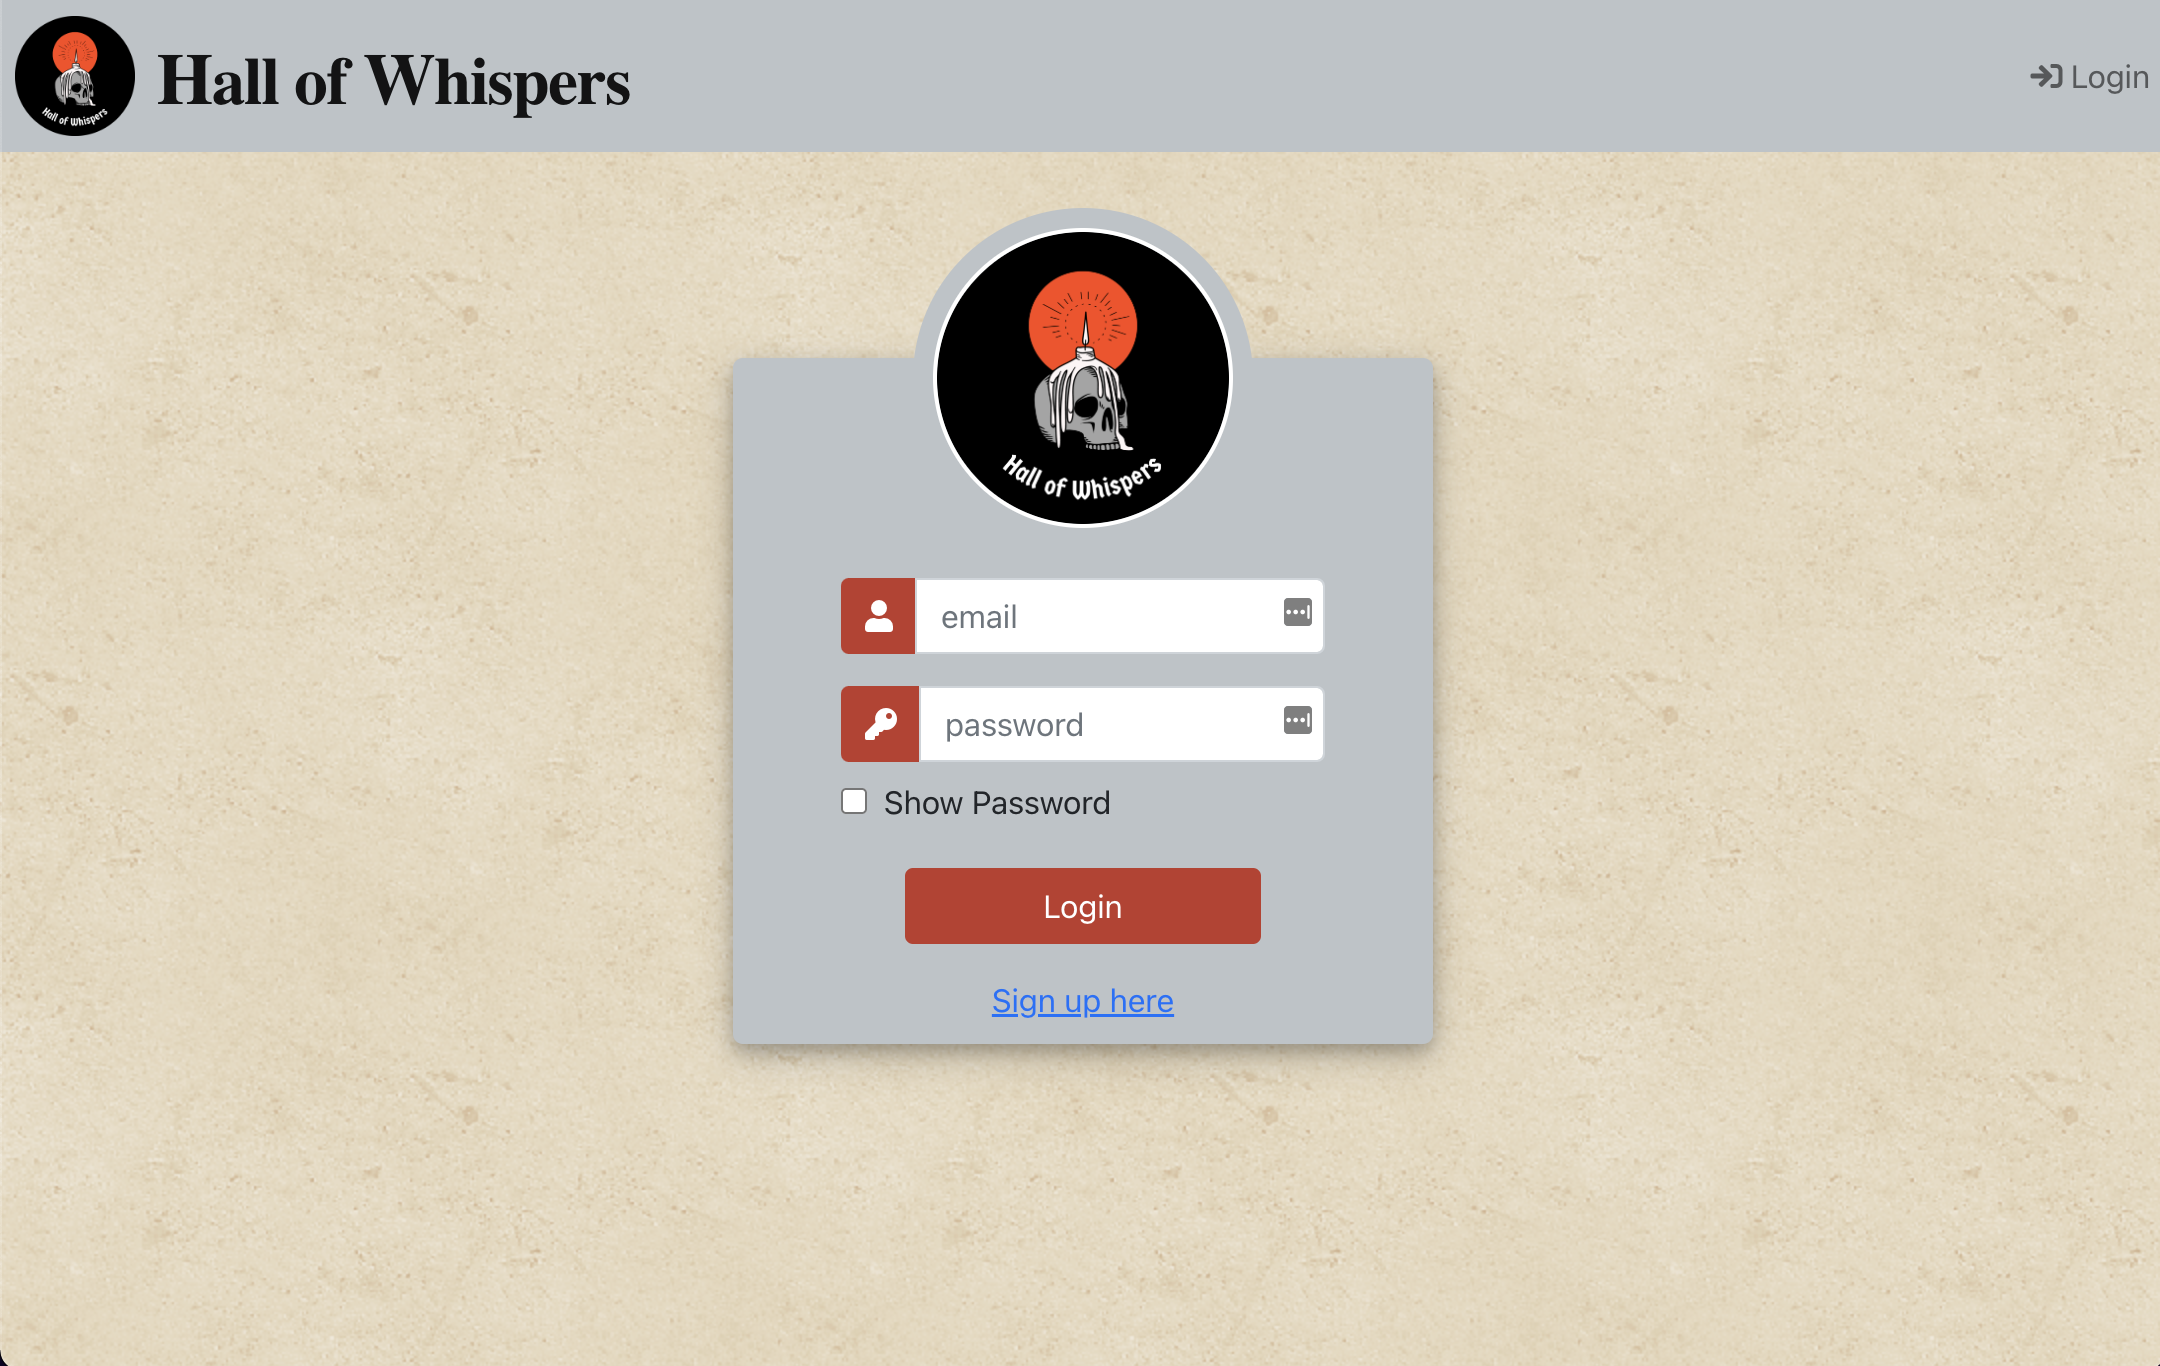 Hall of Whispers
Hall of Whispers
Login
Hall of Whispers
email
password
Show Password
Login
Sign up here